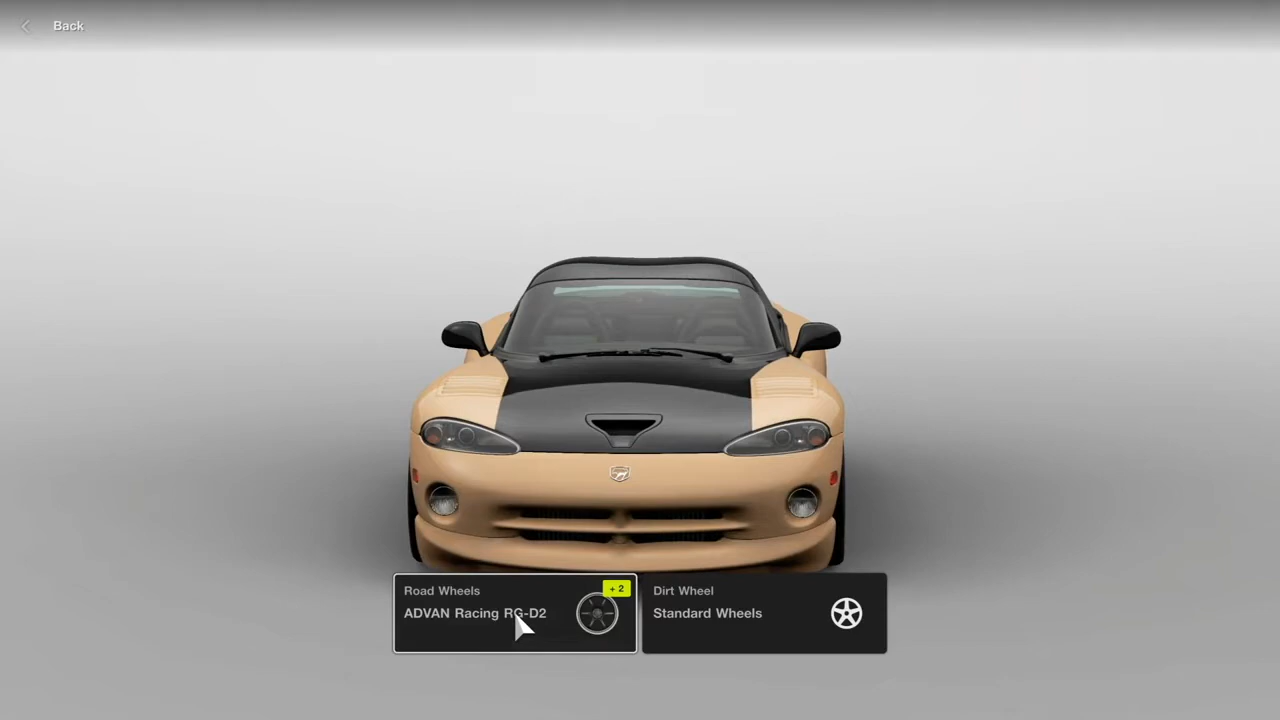 Back
Road Wheels
+ 2
ADVAN Racing RG-D2
Dirt Wheel
Standard Wheels